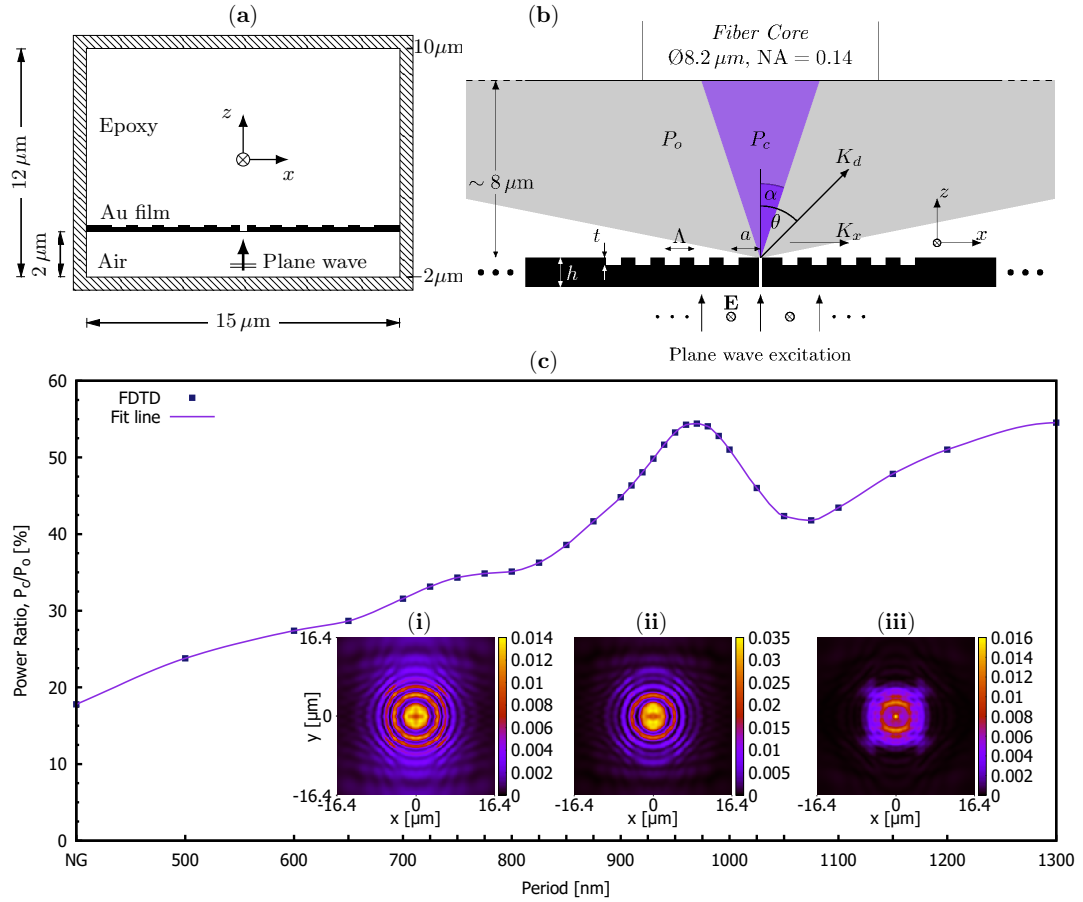 (a)
10μm
Epoxy
z
x
12 μm
Au film
2 μm
Air
Plane wave
−2μm
15 μm
(b)
Fiber Core
Ø8.2 μm, NA = 0.14
P_o
P_c
K_d
∼ 8 μm
α
θ
z
t
Λ
a
K_x
x
h
E
Plane wave excitation
(c)
60
FDTD
Fit line
50
40
30
20
10
0
Power Ratio, P_c/P_o [%]
(i)
16.4
0
-16.4
y [µm]
-16.4
0
16.4
x [µm]
0.014
0.012
0.01
0.008
0.006
0.004
0.002
0
(ii)
-16.4
0
16.4
x [µm]
0.035
0.03
0.025
0.02
0.015
0.01
0.005
0
(iii)
-16.4
0
16.4
x [µm]
0.016
0.01
0.01
0.008
0.006
0.004
0.002
0
NG 500 600 700 800 900 1000 1100 1200 1300
Period [nm]